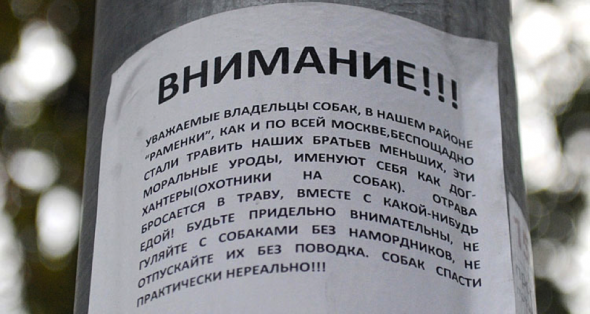 ВНИМАНИЕ!!!
УВАЖАЕМЫЕ ВЛАДЕЛЬЦЫ СОБАК, В НАШЕМ РАЙОНЕ
"РАМЕНКИ", КАК И ПО ВСЕЙ МОСКВЕ,БЕСПОЩАДНО
СТАЛИ ТРАВИТЬ НАШИХ БРАТЬЕВ МЕНЬШИХ, ЭТИ
МОРАЛЬНЫЕ УРОДЫ, ИМЕНУЮТ СЕБЯ КАК ДОГ-
ХАНТЕРЫ(ОХОТНИКИ НА СОБАК). ОТРАВА
БРОСАЕТСЯ В ТРАВУ, ВМЕСТЕ С КАКОЙ-НИБУДЬ
ЕДОЙ! БУДЬТЕ ПРИДЕЛЬНО ВНИМАТЕЛЬНЫ, НЕ
ГУЛЯЙТЕ С СОБАКАМИ БЕЗ НАМОРДНИКОВ, НЕ
ОТПУСКАЙТЕ ИХ БЕЗ ПОВОДКА. СОБАК СПАСТИ
ПРАКТИЧЕСКИ НЕРЕАЛЬНО!!!